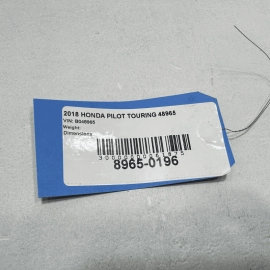 2018 HONDA PILOT TOURING 48965
VIN: B048965
Weight:
Dimensions:
8965-0196